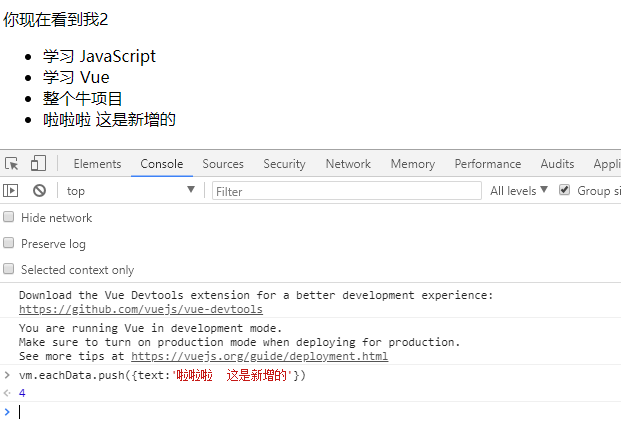 你现在看到我2
学习 JavaScript
学习 Vue
整个牛项目
啦啦啦 这是新增的
Elements Console Sources Security Network Memory Performance Audits Appli
top Filter All levels Group si
Hide network
Preserve log
Selected context only
Download the Vue Devtools extension for a better development experience:
https://github.com/vuejs/vue-devtools
You are running Vue in development mode.
Make sure to turn on production mode when deploying for production.
See more tips at https://vuejs.org/guide/deployment.html
vm.eachData.push({text:'啦啦啦  这是新增的'})
4